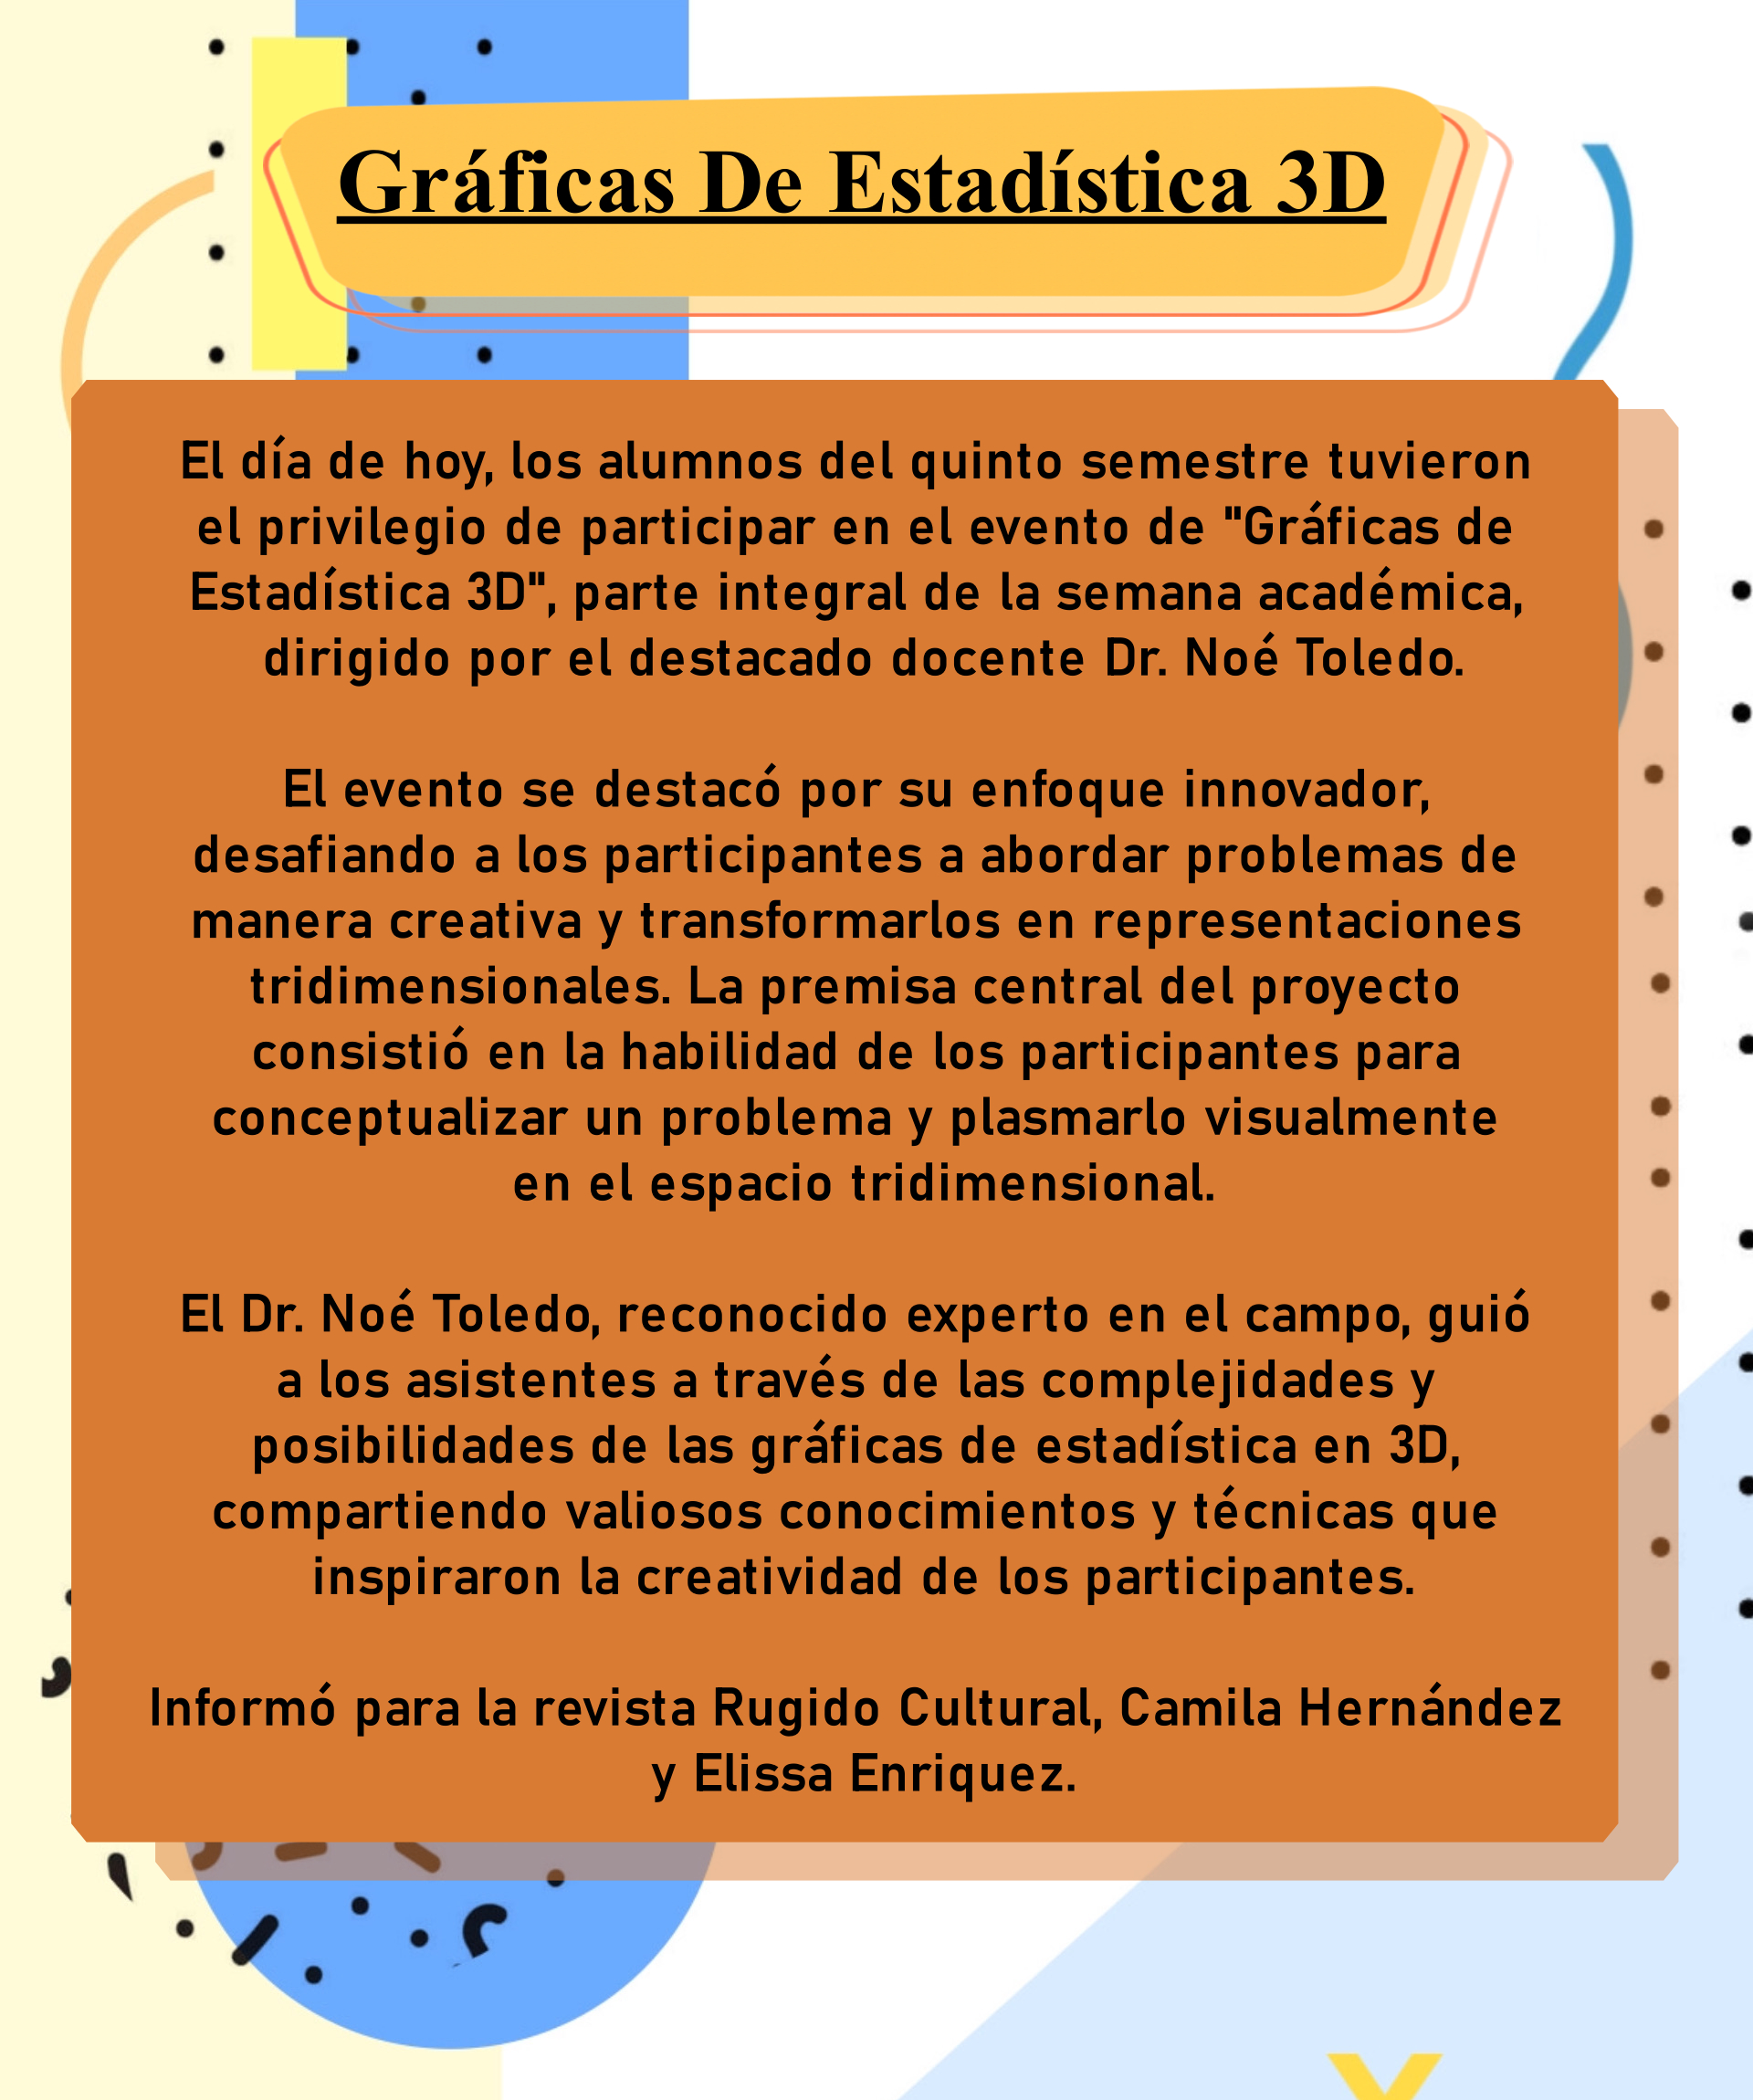 Gráficas De Estadística 3D
El día de hoy, los alumnos del quinto semestre tuvieron
el privilegio de participar en el evento de "Gráficas de
Estadística 3D", parte integral de la semana académica,
dirigido por el destacado docente Dr. Noé Toledo.
El evento se destacó por su enfoque innovador,
desafiando a los participantes a abordar problemas de
manera creativa y transformarlos en representaciones
tridimensionales. La premisa central del proyecto
consistió en la habilidad de los participantes para
conceptualizar un problema y plasmarlo visualmente
en el espacio tridimensional.
El Dr. Noé Toledo, reconocido experto en el campo, guió
a los asistentes a través de las complejidades y
posibilidades de las gráficas de estadística en 3D,
compartiendo valiosos conocimientos y técnicas que
inspiraron la creatividad de los participantes.
Informó para la revista Rugido Cultural, Camila Hernández
y Elissa Enriquez.